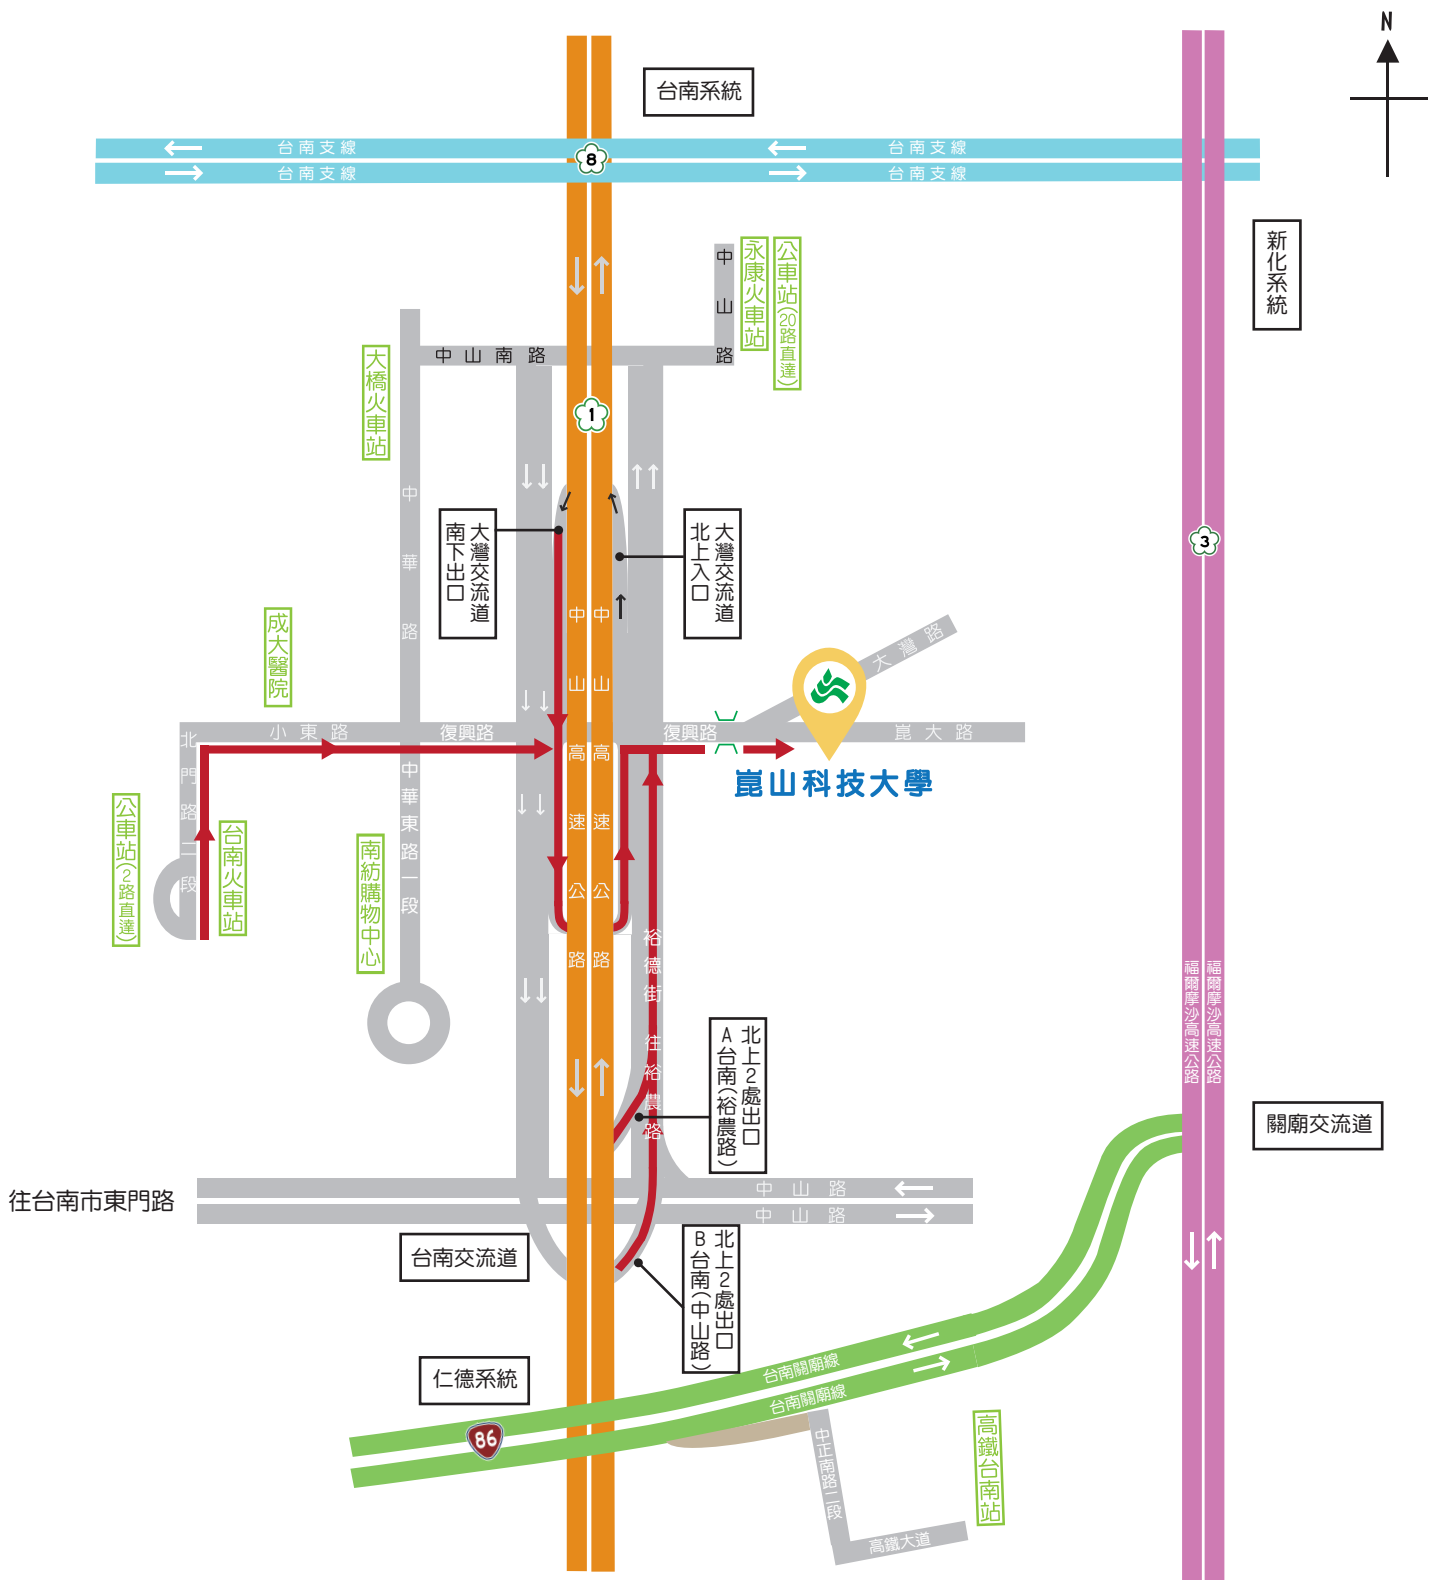 N
台南系統
台南支線
台南支線
8
台南支線
台南支線
新化系統
中山路
永康火車站
公車站(20路直達)
中山南路
大橋火車站
1
中華路
大灣交流道
南下出口
大灣交流道
北上入口
3
中山高速公路
中山高速公路
成大醫院
大灣路
小東路
復興路
復興路
崑大路
崑山科技大學
北門路二段
中華東路一段
公車站(2路直達)
台南火車站
南紡購物中心
裕德街
往裕農路
福爾摩沙高速公路
福爾摩沙高速公路
北上2處出口
A台南(裕農路)
關廟交流道
往台南市東門路
中山路
中山路
台南交流道
北上2處出口
B台南(中山路)
仁德系統
台南關廟線
台南關廟線
86
中正南路二段
高鐵台南站
高鐵大道